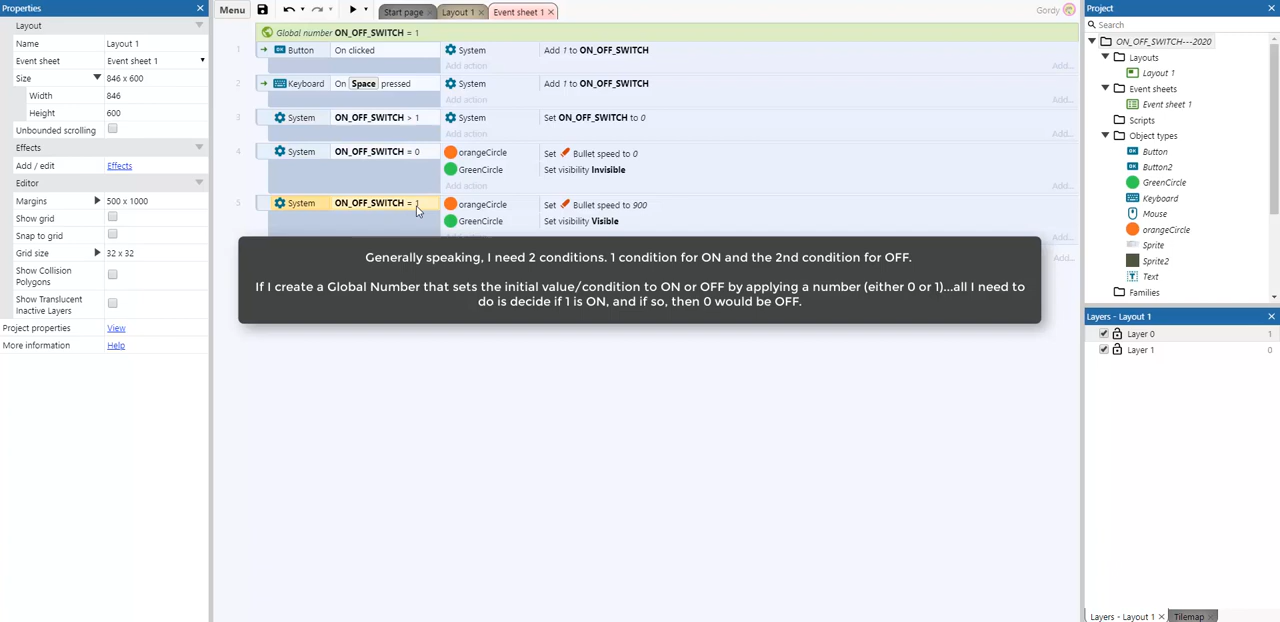 Properties
Layout
Name Layout 1
Event sheet Event sheet 1
Size 846 x 600
Width 846
Height 600
Unbounded scrolling
Effects
Add / edit Effects
Editor
Margins 500 x 1000
Show grid
Snap to grid
Grid size 32 x 32
Show Collision
Polygons
Show Translucent
Inactive Layers
Project properties View
More information Help
Menu
Start page Layout 1 Event sheet 1
Gordy
Global number ON_OFF_SWITCH = 1
1 Button On clicked System Add 1 to ON_OFF_SWITCH
Add action Add...
2 Keyboard On Space pressed System Add 1 to ON_OFF_SWITCH
Add action Add...
3 System ON_OFF_SWITCH > 1 System Set ON_OFF_SWITCH to 0
Add action Add...
4 System ON_OFF_SWITCH = 0 orangeCircle Set Bullet speed to 0
GreenCircle Set visibility Invisible
Add action Add...
5 System ON_OFF_SWITCH = 1 orangeCircle Set Bullet speed to 900
GreenCircle Set visibility Visible
Add...
Add...
Generally speaking, I need 2 conditions. 1 condition for ON and the 2nd condition for OFF.
If I create a Global Number that sets the initial value/condition to ON or OFF by applying a number (either 0 or 1)...all I need to
do is decide if 1 is ON, and if so, then 0 would be OFF.
Project
Search
ON_OFF_SWITCH---2020
Layouts
Layout 1
Event sheets
Event sheet 1
Scripts
Object types
Button
Button2
GreenCircle
Keyboard
Mouse
orangeCircle
Sprite
Sprite2
Text
Families
Layers - Layout 1
Layer 0 1
Layer 1 0
Layers - Layout 1 Tilemap